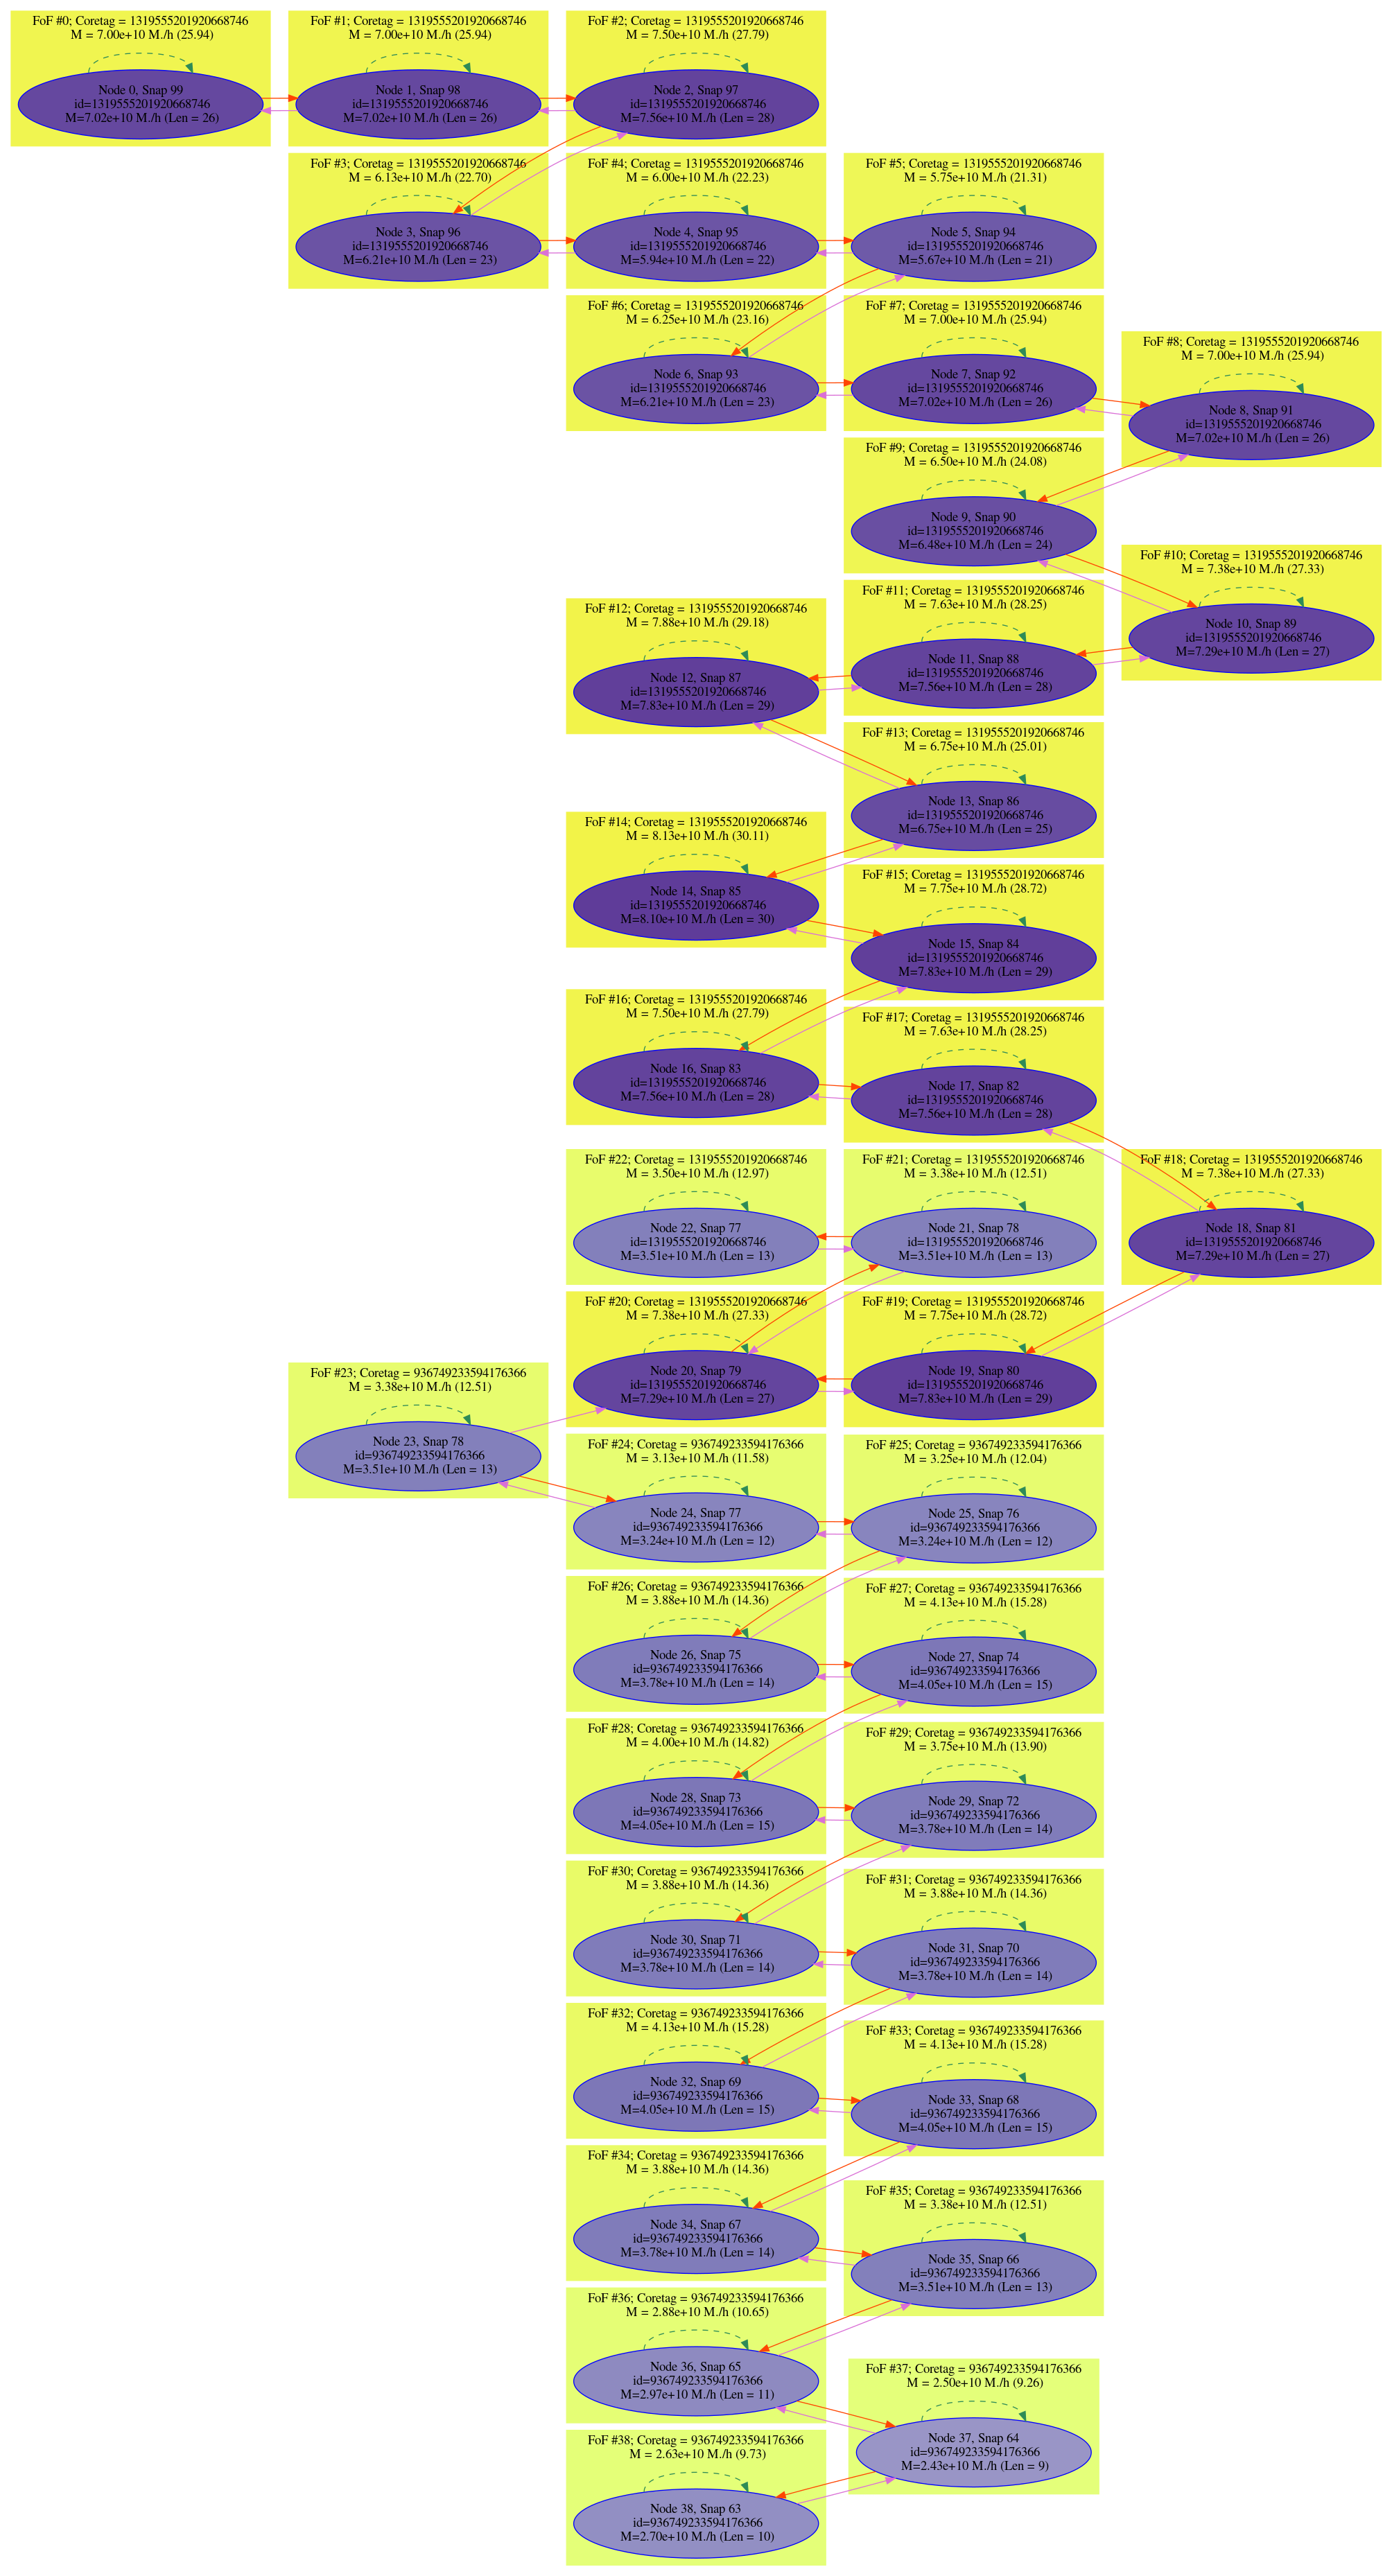 FoF #0; Coretag = 1319555201920668746
M = 7.00e+10 M./h (25.94)
Node 0, Snap 99
id=1319555201920668746
M=7.02e+10 M./h (Len = 26)
FoF #1; Coretag = 1319555201920668746
M = 7.00e+10 M./h (25.94)
Node 1, Snap 98
id=1319555201920668746
M=7.02e+10 M./h (Len = 26)
FoF #2; Coretag = 1319555201920668746
M = 7.50e+10 M./h (27.79)
Node 2, Snap 97
id=1319555201920668746
M=7.56e+10 M./h (Len = 28)
FoF #3; Coretag = 1319555201920668746
M = 6.13e+10 M./h (22.70)
Node 3, Snap 96
id=1319555201920668746
M=6.21e+10 M./h (Len = 23)
FoF #4; Coretag = 1319555201920668746
M = 6.00e+10 M./h (22.23)
Node 4, Snap 95
id=1319555201920668746
M=5.94e+10 M./h (Len = 22)
FoF #5; Coretag = 1319555201920668746
M = 5.75e+10 M./h (21.31)
Node 5, Snap 94
id=1319555201920668746
M=5.67e+10 M./h (Len = 21)
FoF #6; Coretag = 1319555201920668746
M = 6.25e+10 M./h (23.16)
Node 6, Snap 93
id=1319555201920668746
M=6.21e+10 M./h (Len = 23)
FoF #7; Coretag = 1319555201920668746
M = 7.00e+10 M./h (25.94)
Node 7, Snap 92
id=1319555201920668746
M=7.02e+10 M./h (Len = 26)
FoF #8; Coretag = 1319555201920668746
M = 7.00e+10 M./h (25.94)
Node 8, Snap 91
id=1319555201920668746
M=7.02e+10 M./h (Len = 26)
FoF #9; Coretag = 1319555201920668746
M = 6.50e+10 M./h (24.08)
Node 9, Snap 90
id=1319555201920668746
M=6.48e+10 M./h (Len = 24)
FoF #10; Coretag = 1319555201920668746
M = 7.38e+10 M./h (27.33)
Node 10, Snap 89
id=1319555201920668746
M=7.29e+10 M./h (Len = 27)
FoF #11; Coretag = 1319555201920668746
M = 7.63e+10 M./h (28.25)
Node 11, Snap 88
id=1319555201920668746
M=7.56e+10 M./h (Len = 28)
FoF #12; Coretag = 1319555201920668746
M = 7.88e+10 M./h (29.18)
Node 12, Snap 87
id=1319555201920668746
M=7.83e+10 M./h (Len = 29)
FoF #13; Coretag = 1319555201920668746
M = 6.75e+10 M./h (25.01)
Node 13, Snap 86
id=1319555201920668746
M=6.75e+10 M./h (Len = 25)
FoF #14; Coretag = 1319555201920668746
M = 8.13e+10 M./h (30.11)
Node 14, Snap 85
id=1319555201920668746
M=8.10e+10 M./h (Len = 30)
FoF #15; Coretag = 1319555201920668746
M = 7.75e+10 M./h (28.72)
Node 15, Snap 84
id=1319555201920668746
M=7.83e+10 M./h (Len = 29)
FoF #16; Coretag = 1319555201920668746
M = 7.50e+10 M./h (27.79)
Node 16, Snap 83
id=1319555201920668746
M=7.56e+10 M./h (Len = 28)
FoF #17; Coretag = 1319555201920668746
M = 7.63e+10 M./h (28.25)
Node 17, Snap 82
id=1319555201920668746
M=7.56e+10 M./h (Len = 28)
FoF #22; Coretag = 1319555201920668746
M = 3.50e+10 M./h (12.97)
Node 22, Snap 77
id=1319555201920668746
M=3.51e+10 M./h (Len = 13)
FoF #21; Coretag = 1319555201920668746
M = 3.38e+10 M./h (12.51)
Node 21, Snap 78
id=1319555201920668746
M=3.51e+10 M./h (Len = 13)
FoF #18; Coretag = 1319555201920668746
M = 7.38e+10 M./h (27.33)
Node 18, Snap 81
id=1319555201920668746
M=7.29e+10 M./h (Len = 27)
FoF #20; Coretag = 1319555201920668746
M = 7.38e+10 M./h (27.33)
Node 20, Snap 79
id=1319555201920668746
M=7.29e+10 M./h (Len = 27)
FoF #19; Coretag = 1319555201920668746
M = 7.75e+10 M./h (28.72)
Node 19, Snap 80
id=1319555201920668746
M=7.83e+10 M./h (Len = 29)
FoF #23; Coretag = 936749233594176366
M = 3.38e+10 M./h (12.51)
Node 23, Snap 78
id=936749233594176366
M=3.51e+10 M./h (Len = 13)
FoF #24; Coretag = 936749233594176366
M = 3.13e+10 M./h (11.58)
Node 24, Snap 77
id=936749233594176366
M=3.24e+10 M./h (Len = 12)
FoF #25; Coretag = 936749233594176366
M = 3.25e+10 M./h (12.04)
Node 25, Snap 76
id=936749233594176366
M=3.24e+10 M./h (Len = 12)
FoF #26; Coretag = 936749233594176366
M = 3.88e+10 M./h (14.36)
Node 26, Snap 75
id=936749233594176366
M=3.78e+10 M./h (Len = 14)
FoF #27; Coretag = 936749233594176366
M = 4.13e+10 M./h (15.28)
Node 27, Snap 74
id=936749233594176366
M=4.05e+10 M./h (Len = 15)
FoF #28; Coretag = 936749233594176366
M = 4.00e+10 M./h (14.82)
Node 28, Snap 73
id=936749233594176366
M=4.05e+10 M./h (Len = 15)
FoF #29; Coretag = 936749233594176366
M = 3.75e+10 M./h (13.90)
Node 29, Snap 72
id=936749233594176366
M=3.78e+10 M./h (Len = 14)
FoF #30; Coretag = 936749233594176366
M = 3.88e+10 M./h (14.36)
Node 30, Snap 71
id=936749233594176366
M=3.78e+10 M./h (Len = 14)
FoF #31; Coretag = 936749233594176366
M = 3.88e+10 M./h (14.36)
Node 31, Snap 70
id=936749233594176366
M=3.78e+10 M./h (Len = 14)
FoF #32; Coretag = 936749233594176366
M = 4.13e+10 M./h (15.28)
Node 32, Snap 69
id=936749233594176366
M=4.05e+10 M./h (Len = 15)
FoF #33; Coretag = 936749233594176366
M = 4.13e+10 M./h (15.28)
Node 33, Snap 68
id=936749233594176366
M=4.05e+10 M./h (Len = 15)
FoF #34; Coretag = 936749233594176366
M = 3.88e+10 M./h (14.36)
Node 34, Snap 67
id=936749233594176366
M=3.78e+10 M./h (Len = 14)
FoF #35; Coretag = 936749233594176366
M = 3.38e+10 M./h (12.51)
Node 35, Snap 66
id=936749233594176366
M=3.51e+10 M./h (Len = 13)
FoF #36; Coretag = 936749233594176366
M = 2.88e+10 M./h (10.65)
Node 36, Snap 65
id=936749233594176366
M=2.97e+10 M./h (Len = 11)
FoF #37; Coretag = 936749233594176366
M = 2.50e+10 M./h (9.26)
Node 37, Snap 64
id=936749233594176366
M=2.43e+10 M./h (Len = 9)
FoF #38; Coretag = 936749233594176366
M = 2.63e+10 M./h (9.73)
Node 38, Snap 63
id=936749233594176366
M=2.70e+10 M./h (Len = 10)